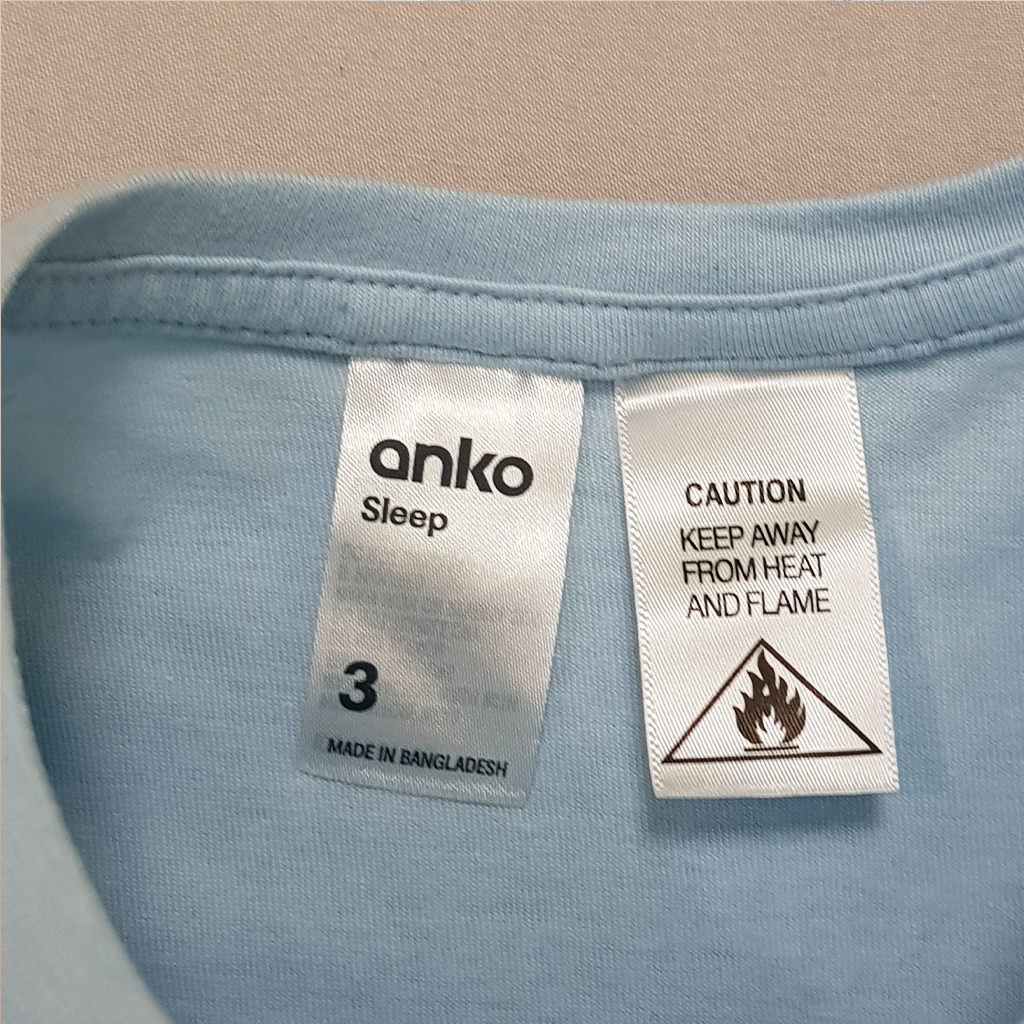 anko
Sleep
3
MADE IN BANGLADESH
CAUTION
KEEP AWAY
FROM HEAT
AND FLAME